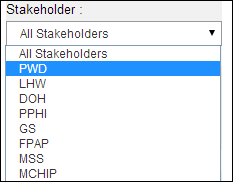 Stakeholder :
All Stakeholders
All Stakeholders
PWD
LHW
DOH
PPHI
GS
FPAP
MSS
MCHIP